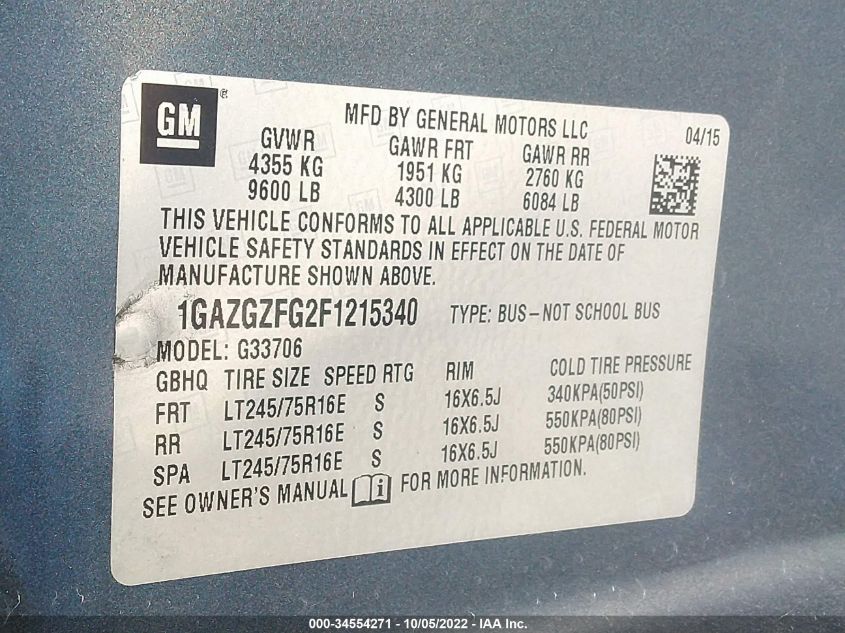 GM®
MFD BY GENERAL MOTORS LLC 04/15
GVWR GAWR FRT GAWR RR
4355 KG 1951 KG 2760 KG
9600 LB 4300 LB 6084 LB
THIS VEHICLE CONFORMS TO ALL APPLICABLE U.S. FEDERAL MOTOR
VEHICLE SAFETY STANDARDS IN EFFECT ON THE DATE OF
MANUFACTURE SHOWN ABOVE.
1GAZGZFG2F1215340 TYPE: BUS-NOT SCHOOL BUS
MODEL: G33706
GBHQ TIRE SIZE SPEED RTG RIM COLD TIRE PRESSURE
FRT LT245/75R16E S 16X6.5J 340KPA(50PSI)
RR LT245/75R16E S 16X6.5J 550KPA(80PSI)
SPA LT245/75R16E S 16X6.5J 550KPA(80PSI)
SEE OWNER'S MANUAL i FOR MORE INFORMATION.
000-34554271 - 10/05/2022 - IAA Inc.